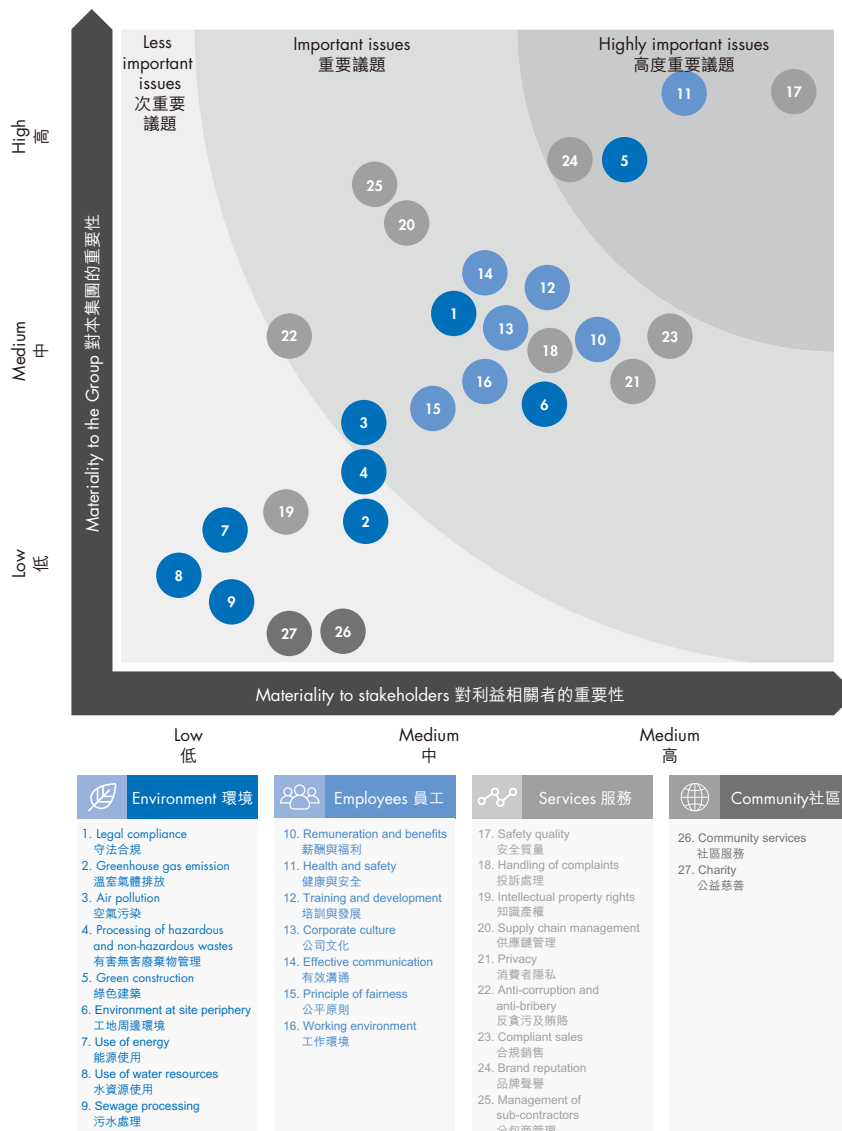 Less
important
issues
次重要
議題
Important issues
重要議題
Highly important issues
高度重要議題
High
高
Medium
中
Low
低
Materiality to the Group 對本集團的重要性
11
17
24
5
25
20
14
12
1
13
22
18
10
23
16
21
15
6
3
4
19
2
7
8
9
27
26
Materiality to stakeholders 對利益相關者的重要性
Low
低
Medium
中
Medium
高
Environment 環境
1. Legal compliance
守法合規
2. Greenhouse gas emission
溫室氣體排放
3. Air pollution
空氣污染
4. Processing of hazardous
and non-hazardous wastes
有害無害廢棄物管理
5. Green construction
綠色建築
6. Environment at site periphery
工地周邊環境
7. Use of energy
能源使用
8. Use of water resources
水資源使用
9. Sewage processing
污水處理
Employees 員工
10. Remuneration and benefits
薪酬與福利
11. Health and safety
健康與安全
12. Training and development
培訓與發展
13. Corporate culture
公司文化
14. Effective communication
有效溝通
15. Principle of fairness
公平原則
16. Working environment
工作環境
Services 服務
17. Safety quality
安全質量
18. Handling of complaints
投訴處理
19. Intellectual property rights
知識產權
20. Supply chain management
供應鏈管理
21. Privacy
消費者隱私
22. Anti-corruption and
anti-bribery
反貪污及賄賂
23. Compliant sales
合規銷售
24. Brand reputation
品牌聲譽
25. Management of
sub-contractors
分包商管理
Community社區
26. Community services
社區服務
27. Charity
公益慈善